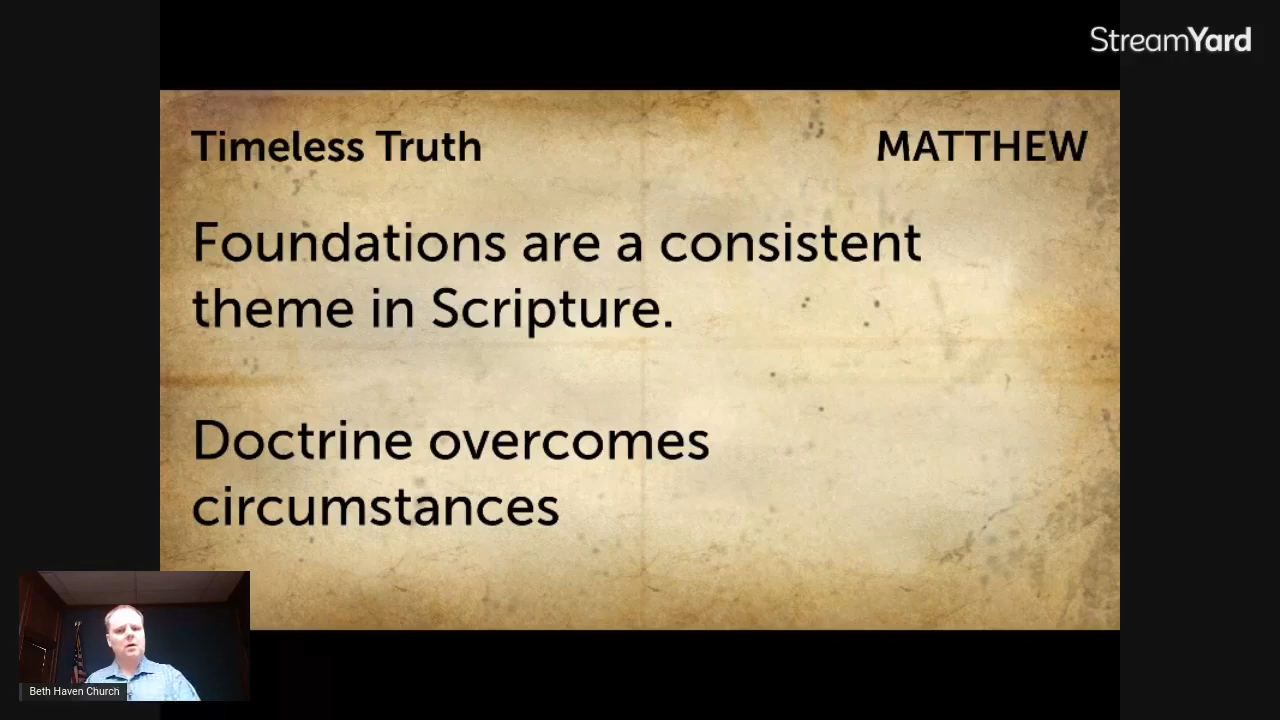 StreamYard
Timeless Truth
MATTHEW
Foundations are a consistent
theme in Scripture.
Doctrine overcomes
circumstances
Beth Haven Church